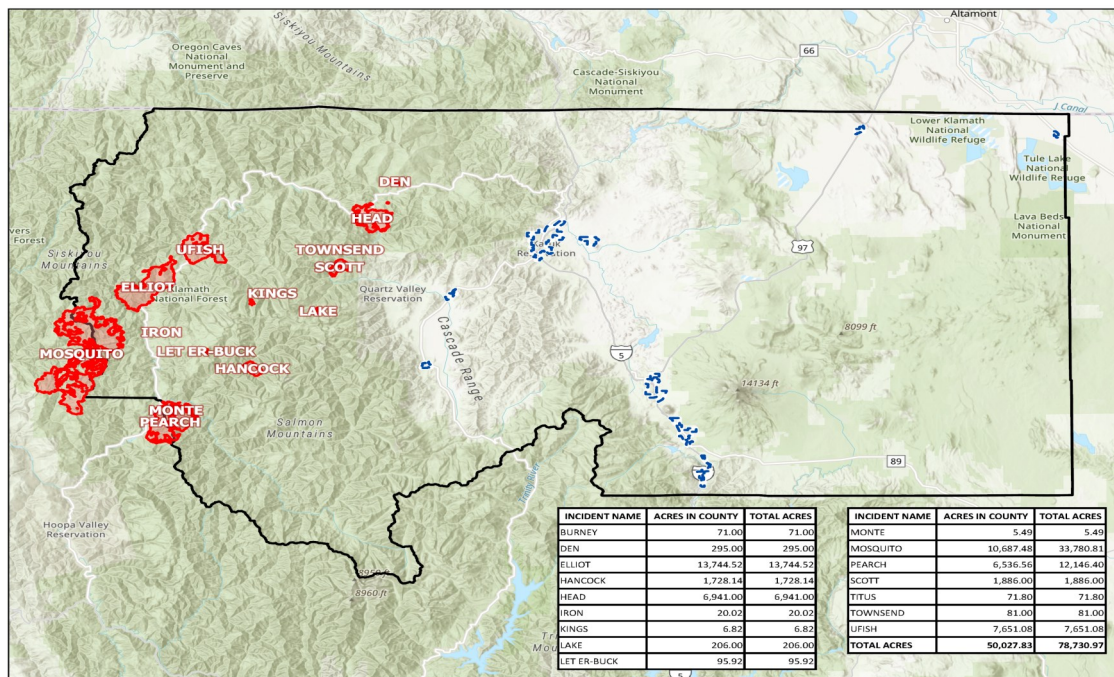 Altamont
Siskiyou Mountains
Oregon Caves
National
Monument and
Preserve
66
Cascade-Siskiyou
National
Monument
J Canal
Lower Klamath
National
Wildlife Refuge
Tule Lake
National
Wildlife Refuge
DEN
HEAD
Lava Beds
National
Monument
vers
Forest
UFISH
TOWNSEND
97
Siskiyou
Mountains
SCOTT
ELLIOT
National Forest
KINGS
Quartz Valley
Reservation
LAKE
Cascade Range
8099 ft
IRON
MOSQUITO
LET ER-BUCK
5
HANCOCK
14134 ft
MONTE
PEARCH
Salmon
Mountains
89
Trinity River
Hoopa Valley
Reservation
8960 ft
INCIDENT NAME ACRES IN COUNTY TOTAL ACRES
BURNEY 71.00 71.00
DEN 295.00 295.00
ELLIOT 13,744.52 13,744.52
HANCOCK 1,728.14 1,728.14
HEAD 6,941.00 6,941.00
IRON 20.02 20.02
KINGS 6.82 6.82
LAKE 206.00 206.00
LET ER-BUCK 95.92 95.92
INCIDENT NAME ACRES IN COUNTY TOTAL ACRES
MONTE 5.49 5.49
MOSQUITO 10,687.48 33,780.81
PEARCH 6,536.56 12,146.40
SCOTT 1,886.00 1,886.00
TITUS 71.80 71.80
TOWNSEND 81.00 81.00
UFISH 7,651.08 7,651.08
TOTAL ACRES 50,027.83 78,730.97
5